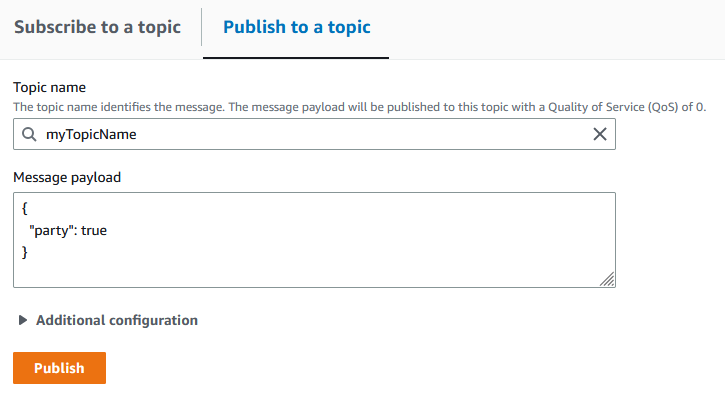 Subscribe to a topic
Publish to a topic
Topic name
The topic name identifies the message. The message payload will be published to this topic with a Quality of Service (QoS) of 0.
myTopicName
Message payload
{
  "party": true
}
Additional configuration
Publish